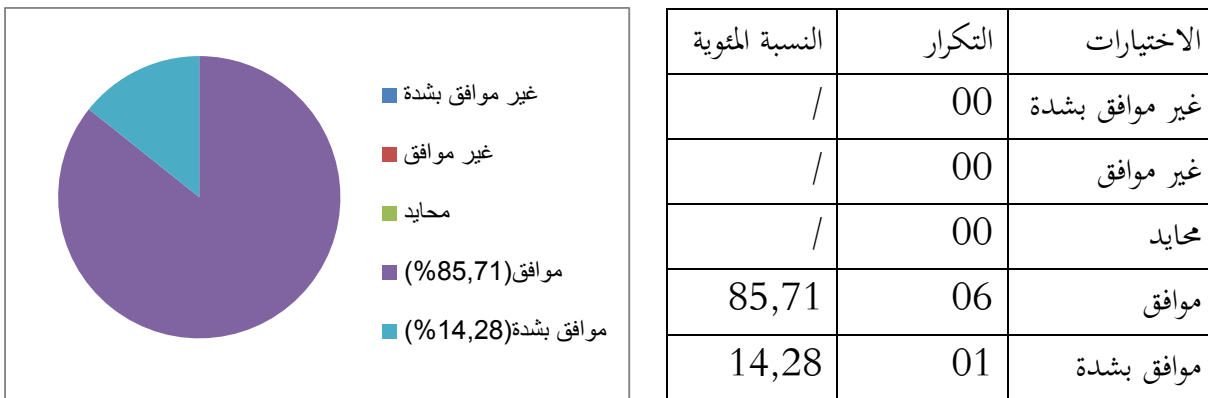 الاختيارات التكرار النسبة المئوية
غير موافق بشدة 00 /
غير موافق 00 /
محايد 00 /
موافق 06 85,71
موافق بشدة 01 14,28
غير موافق بشدة
غير موافق
محايد
موافق(85,71%)
موافق بشدة(14,28%)